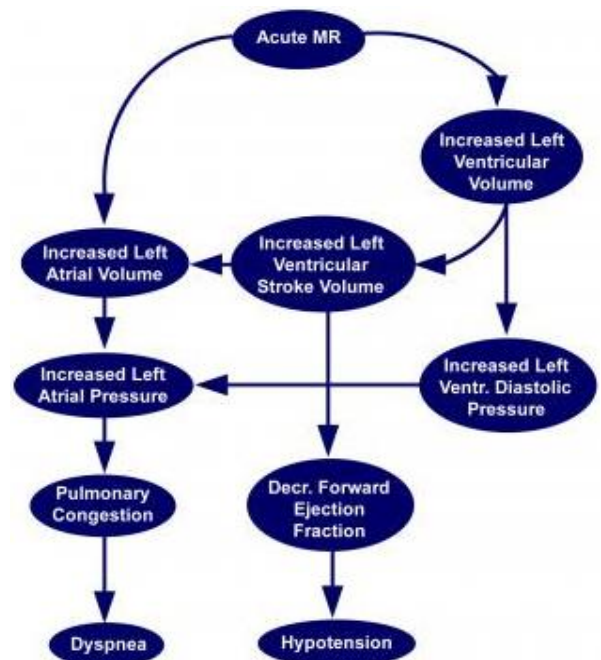 Acute MR
Increased Left
Ventricular
Volume
Increased Left
Atrial Volume
Increased Left
Ventricular
Stroke Volume
Increased Left
Atrial Pressure
Increased Left
Ventr. Diastolic
Pressure
Pulmonary
Congestion
Decr. Forward
Ejection
Fraction
Dyspnea
Hypotension